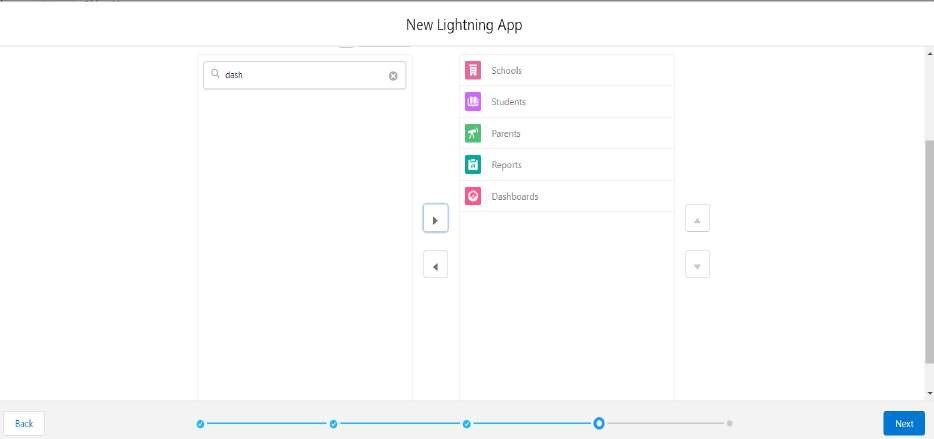 New Lightning App
dash
Schools
Students
Parents
Reports
Dashboards
Back
Next